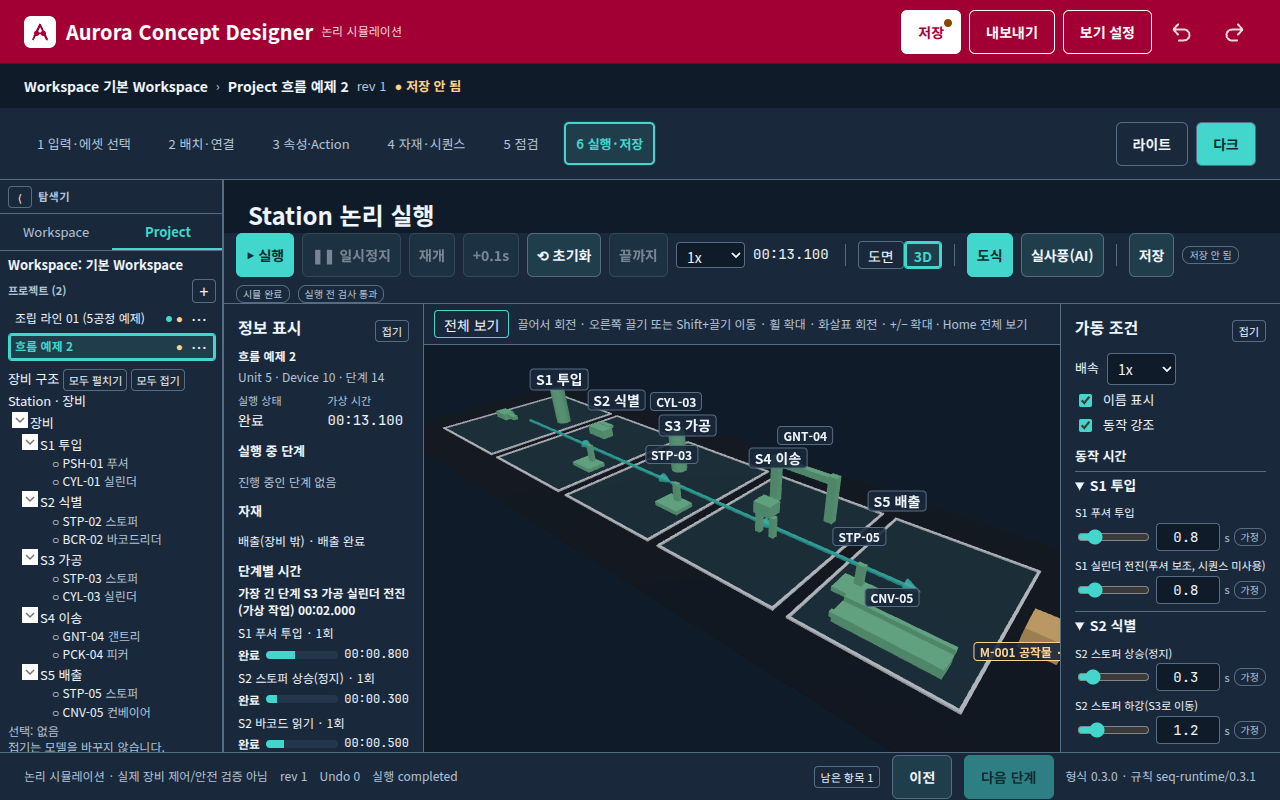 Aurora Concept Designer 논리 시뮬레이션 저장 내보내기 보기 설정
Workspace 기본 Workspace › Project 흐름 예제 2 rev 1 ● 저장 안 됨
1 입력·에셋 선택 2 배치·연결 3 속성·Action 4 자재·시퀀스 5 점검 6 실행·저장 라이트 다크
⟨ 탐색기
Workspace Project
Workspace: 기본 Workspace
프로젝트 (2) +
조립 라인 01 (5공정 예제) ● ● ···
흐름 예제 2 ● ···
장비 구조 모두 펼치기 모두 접기
Station · 장비
장비
S1 투입
○ PSH-01 푸셔
○ CYL-01 실린더
S2 식별
○ STP-02 스토퍼
○ BCR-02 바코드리더
S3 가공
○ STP-03 스토퍼
○ CYL-03 실린더
S4 이송
○ GNT-04 갠트리
○ PCK-04 피커
S5 배출
○ STP-05 스토퍼
○ CNV-05 컨베이어
선택: 없음
접기는 모델을 바꾸지 않습니다.
Station 논리 실행
▶ 실행 ❚❚ 일시정지 재개 +0.1s ⟲ 초기화 끝까지 1x 00:13.100 도면 3D 도식 실사풍(AI) 저장 저장 안 됨
시뮬 완료 실행 전 검사 통과
정보 표시 접기
흐름 예제 2
Unit 5 · Device 10 · 단계 14
실행 상태 가상 시간
완료 00:13.100
실행 중 단계
진행 중인 단계 없음
자재
배출(장비 밖) · 배출 완료
단계별 시간
가장 긴 단계 S3 가공 실린더 전진
(가상 작업) 00:02.000
S1 푸셔 투입 · 1회
완료 00:00.800
S2 스토퍼 상승(정지) · 1회
완료 00:00.300
S2 바코드 읽기 · 1회
완료 00:00.500
전체 보기 끌어서 회전 · 오른쪽 끌기 또는 Shift+끌기 이동 · 휠 확대 · 화살표 회전 · +/− 확대 · Home 전체 보기
S1 투입
S2 식별
CYL-03
S3 가공
GNT-04
STP-03
S4 이송
S5 배출
STP-05
CNV-05
M-001 공작물 ·
가동 조건 접기
배속 1x
이름 표시
동작 강조
동작 시간
▼ S1 투입
S1 푸셔 투입
0.8 s 가정
S1 실린더 전진(푸셔 보조, 시퀀스 미사용)
0.8 s 가정
▼ S2 식별
S2 스토퍼 상승(정지)
0.3 s 가정
S2 스토퍼 하강(S3로 이동)
1.2 s 가정
논리 시뮬레이션 · 실제 장비 제어/안전 검증 아님 rev 1 Undo 0 실행 completed 남은 항목 1 이전 다음 단계 형식 0.3.0 · 규칙 seq-runtime/0.3.1